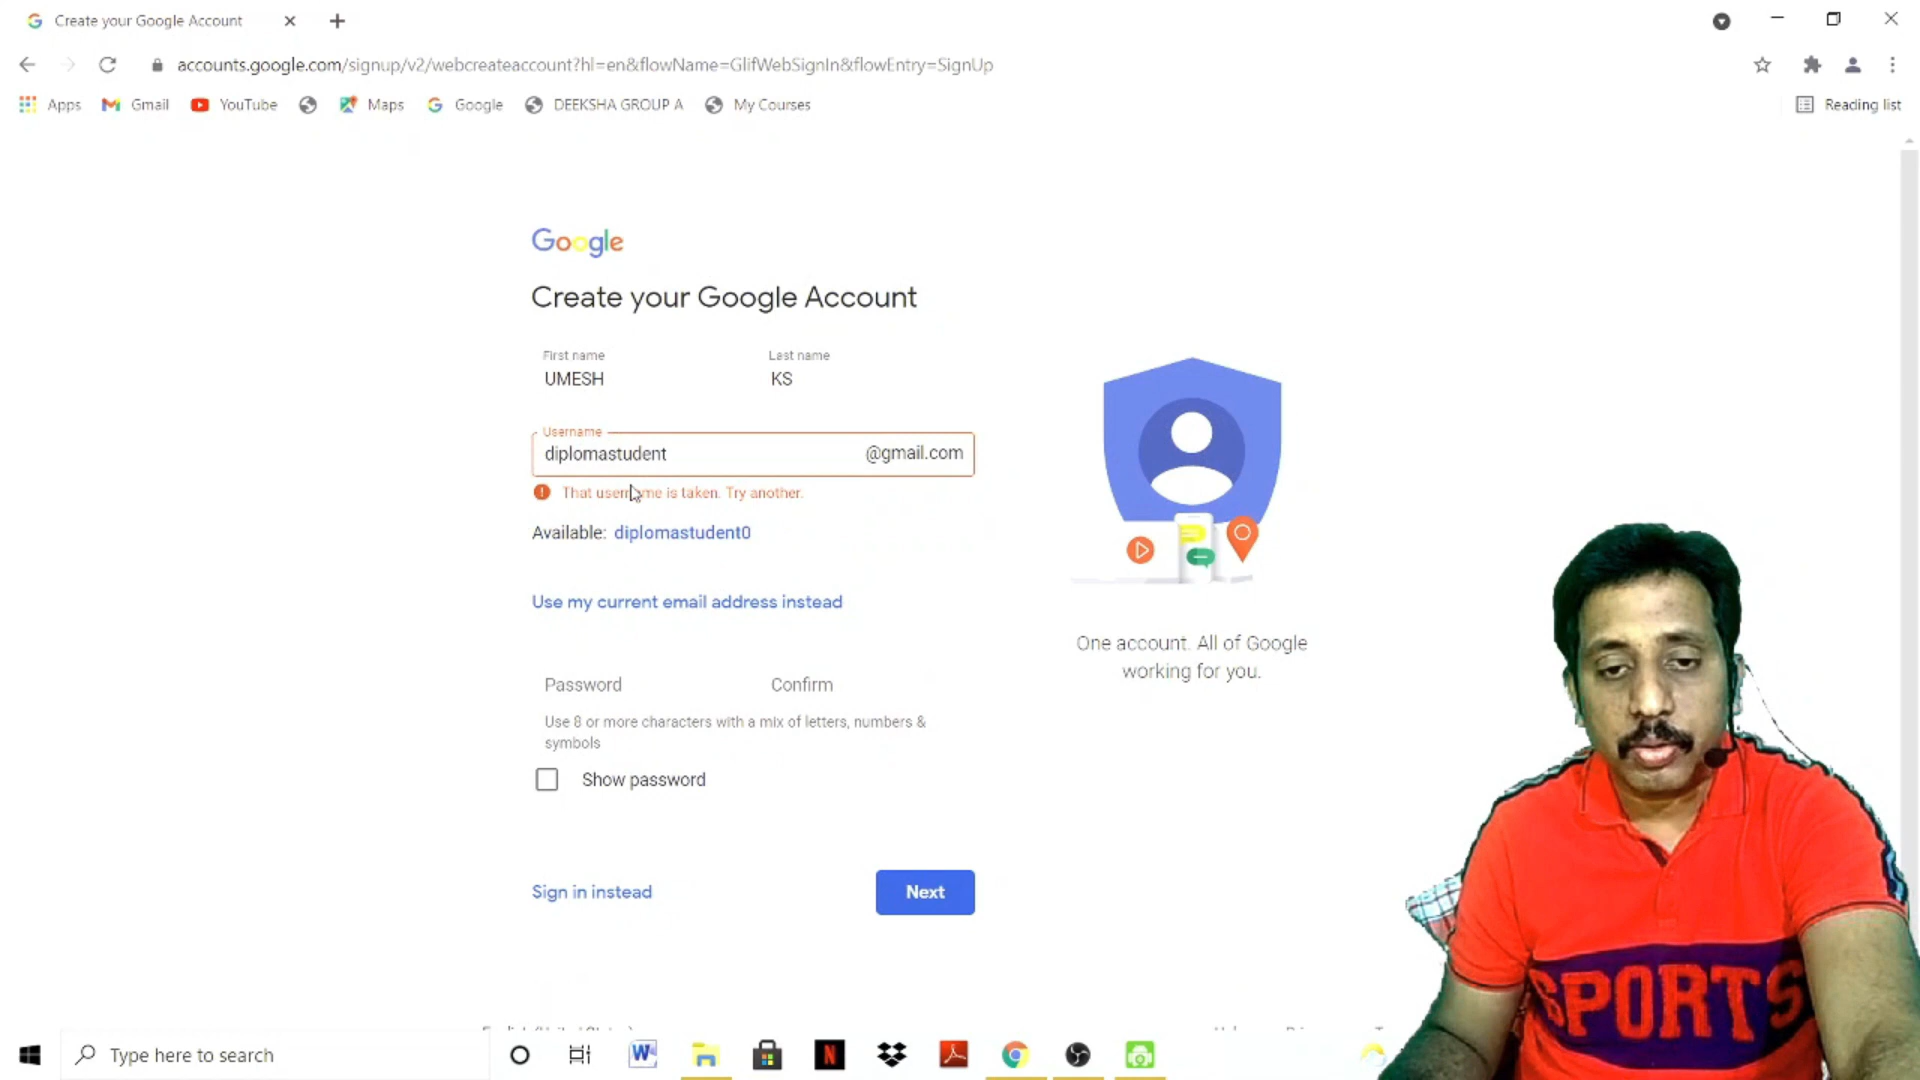 Create your Google Account
accounts.google.com/signup/v2/webcreateaccount?hl=en&flowName=GlifWebSignIn&flowEntry=SignUp
Apps Gmail YouTube Maps Google DEEKSHA GROUP A My Courses Reading list
Google
Create your Google Account
First name Last name
UMESH KS
Username
diplomastudent @gmail.com
That username is taken. Try another.
Available: diplomastudent0
Use my current email address instead
One account. All of Google
working for you.
Password Confirm
Use 8 or more characters with a mix of letters, numbers &
symbols
Show password
Sign in instead Next
SPORTS
Type here to search